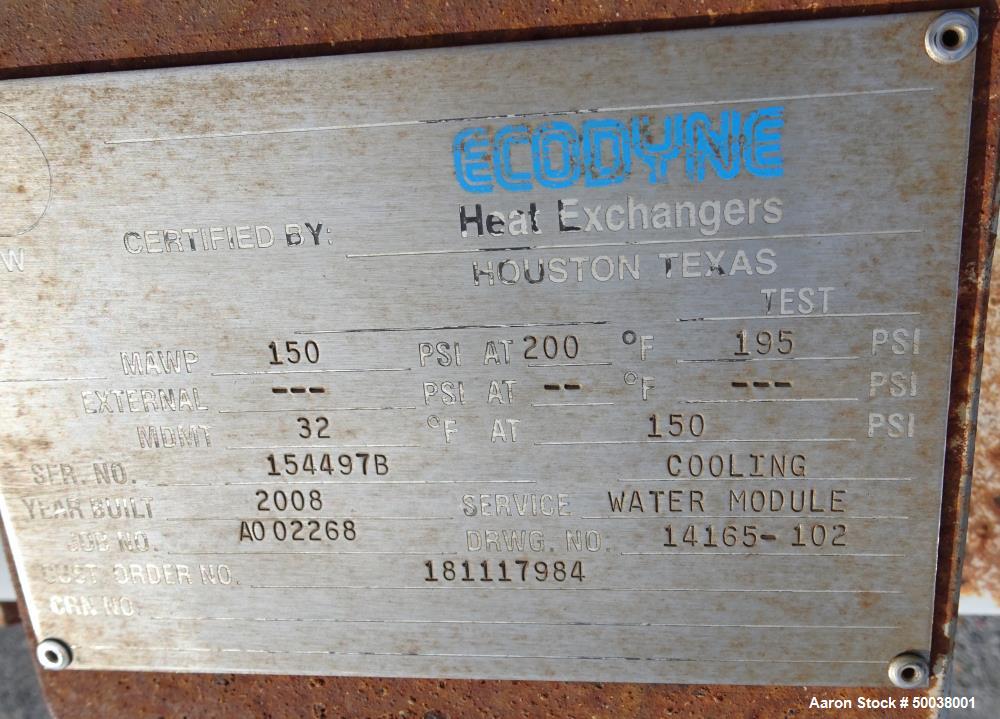 ECODYNE
Heat Exchangers
W CERTIFIED BY:
HOUSTON TEXAS
TEST
MAWP 150 PSI AT 200 °F 195 PSI
EXTERNAL --- PSI AT -- °F --- PSI
MDMT 32 °F AT 150 PSI
SER. NO. 154497B COOLING
YEAR BUILT 2008 SERVICE WATER MODULE
JOB NO. AO 02268 DRWG. NO. 14165-102
CUST. ORDER NO. 181117984
CRN NO.
Aaron Stock # 50038001